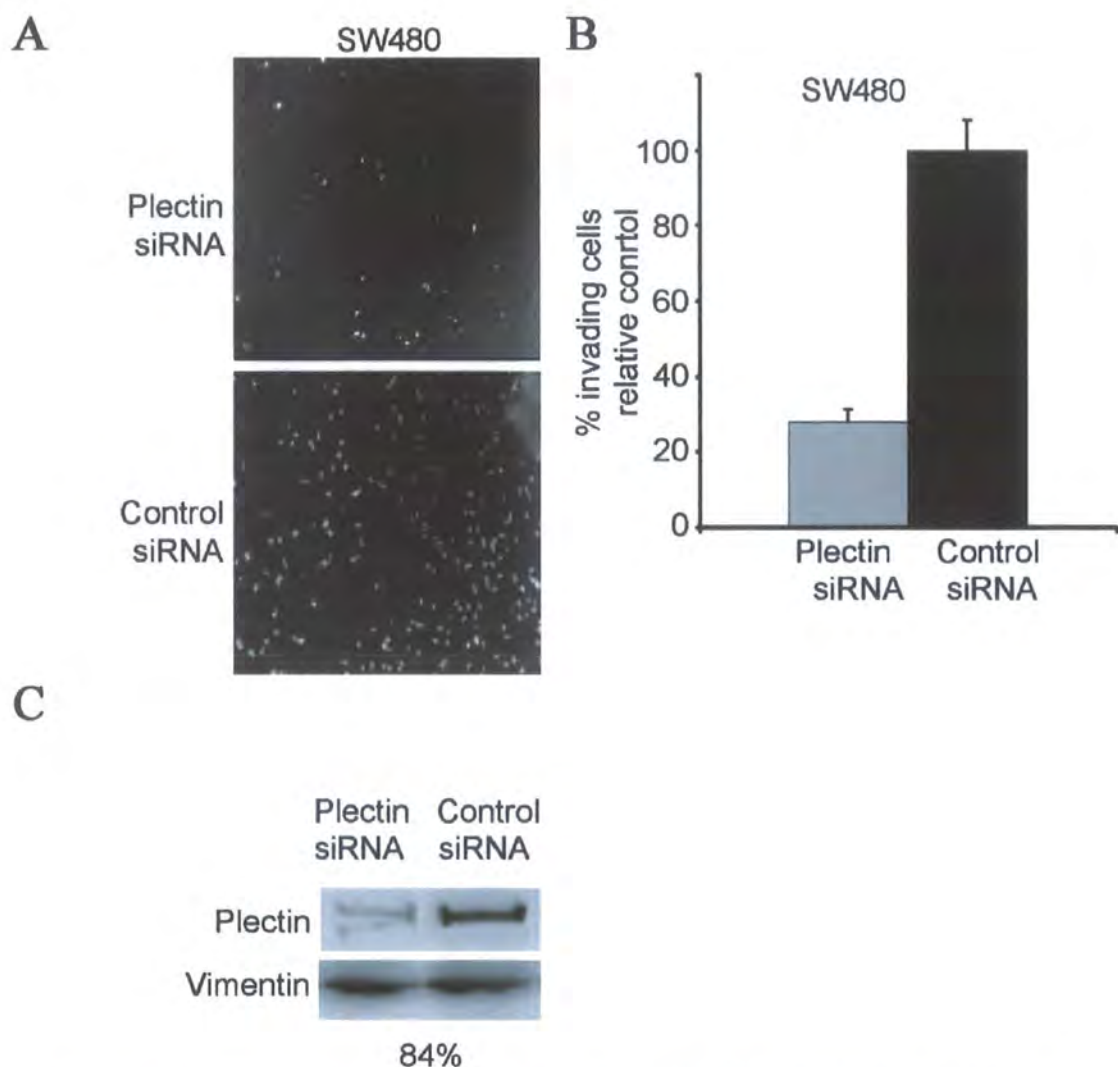 A
SW480
Plectin
siRNA
Control
siRNA
B
SW480
% invading cells
relative conrtol
100
80
60
40
20
0
Plectin
siRNA
Control
siRNA
C
Plectin
siRNA
Control
siRNA
Plectin
Vimentin
84%